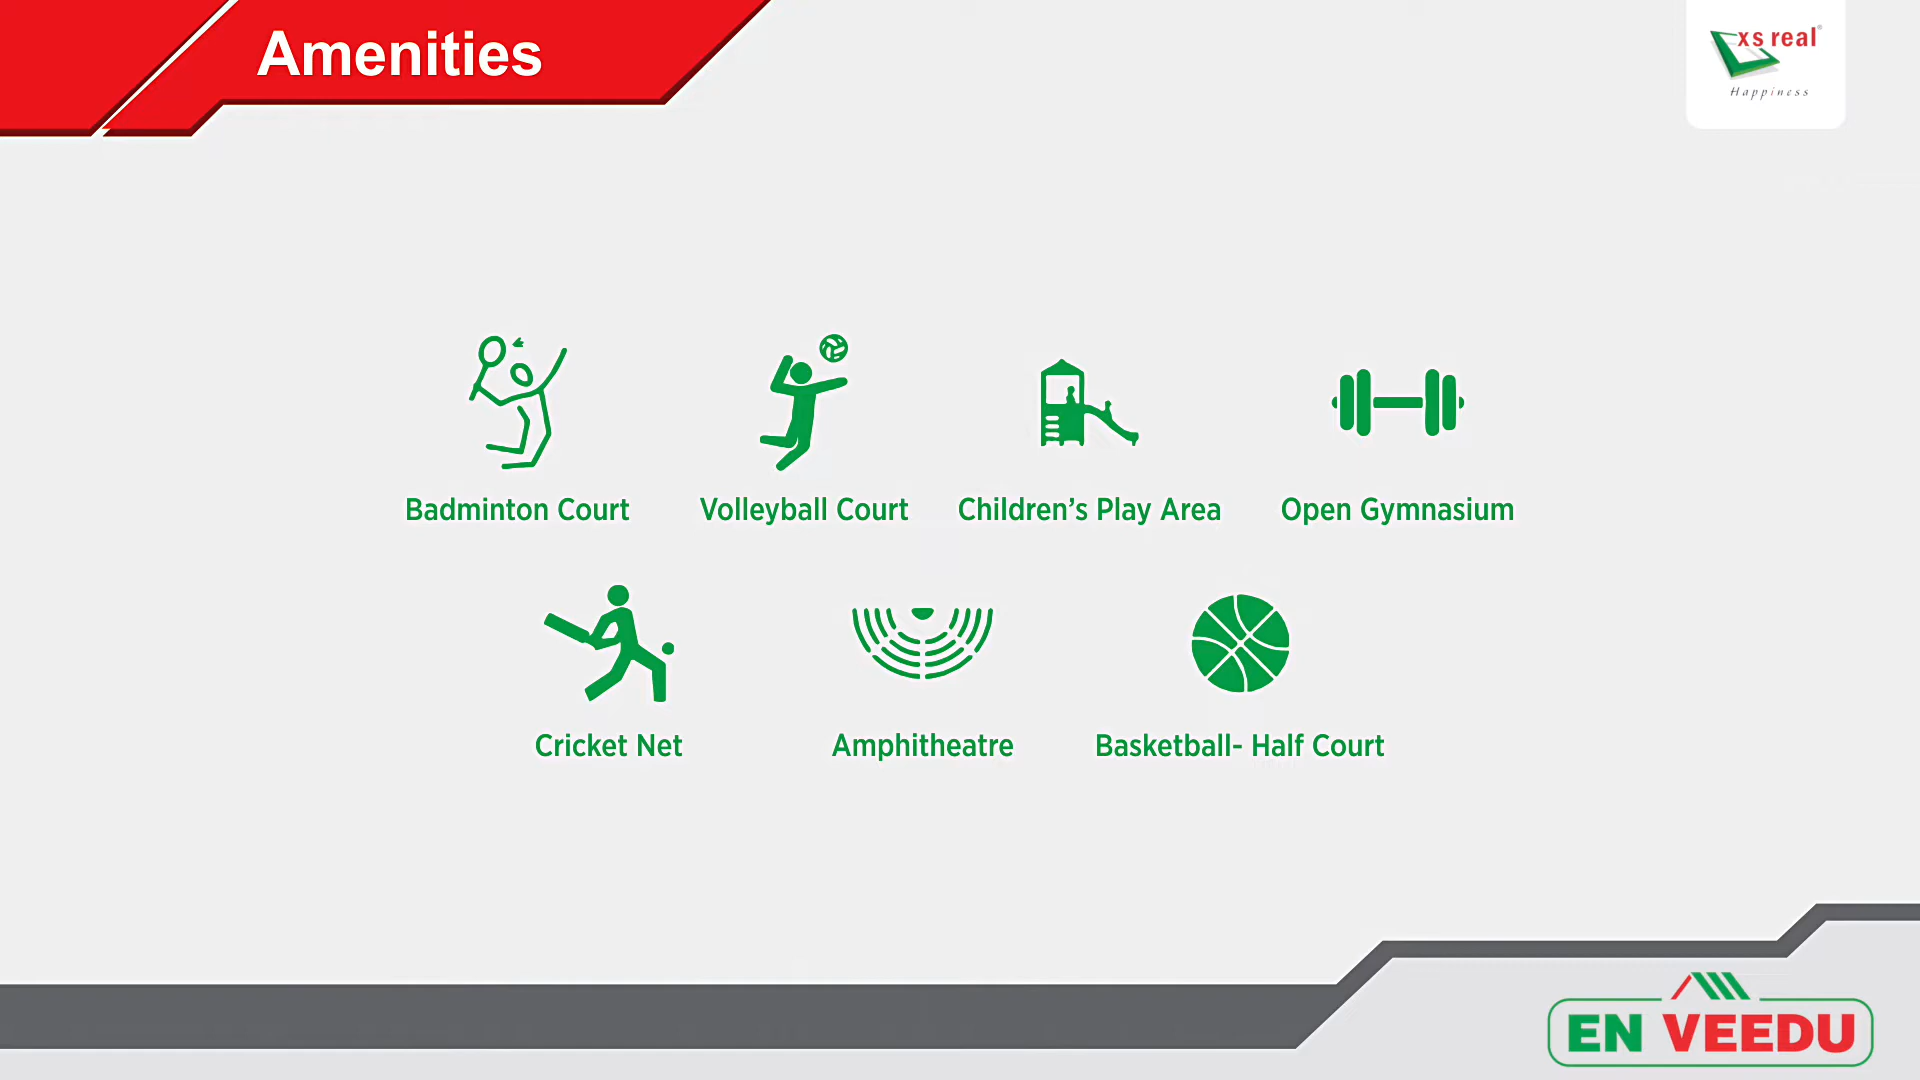 Amenities
xs real
Happiness
Badminton Court
Volleyball Court
Children’s Play Area
Open Gymnasium
Cricket Net
Amphitheatre
Basketball- Half Court
EN VEEDU